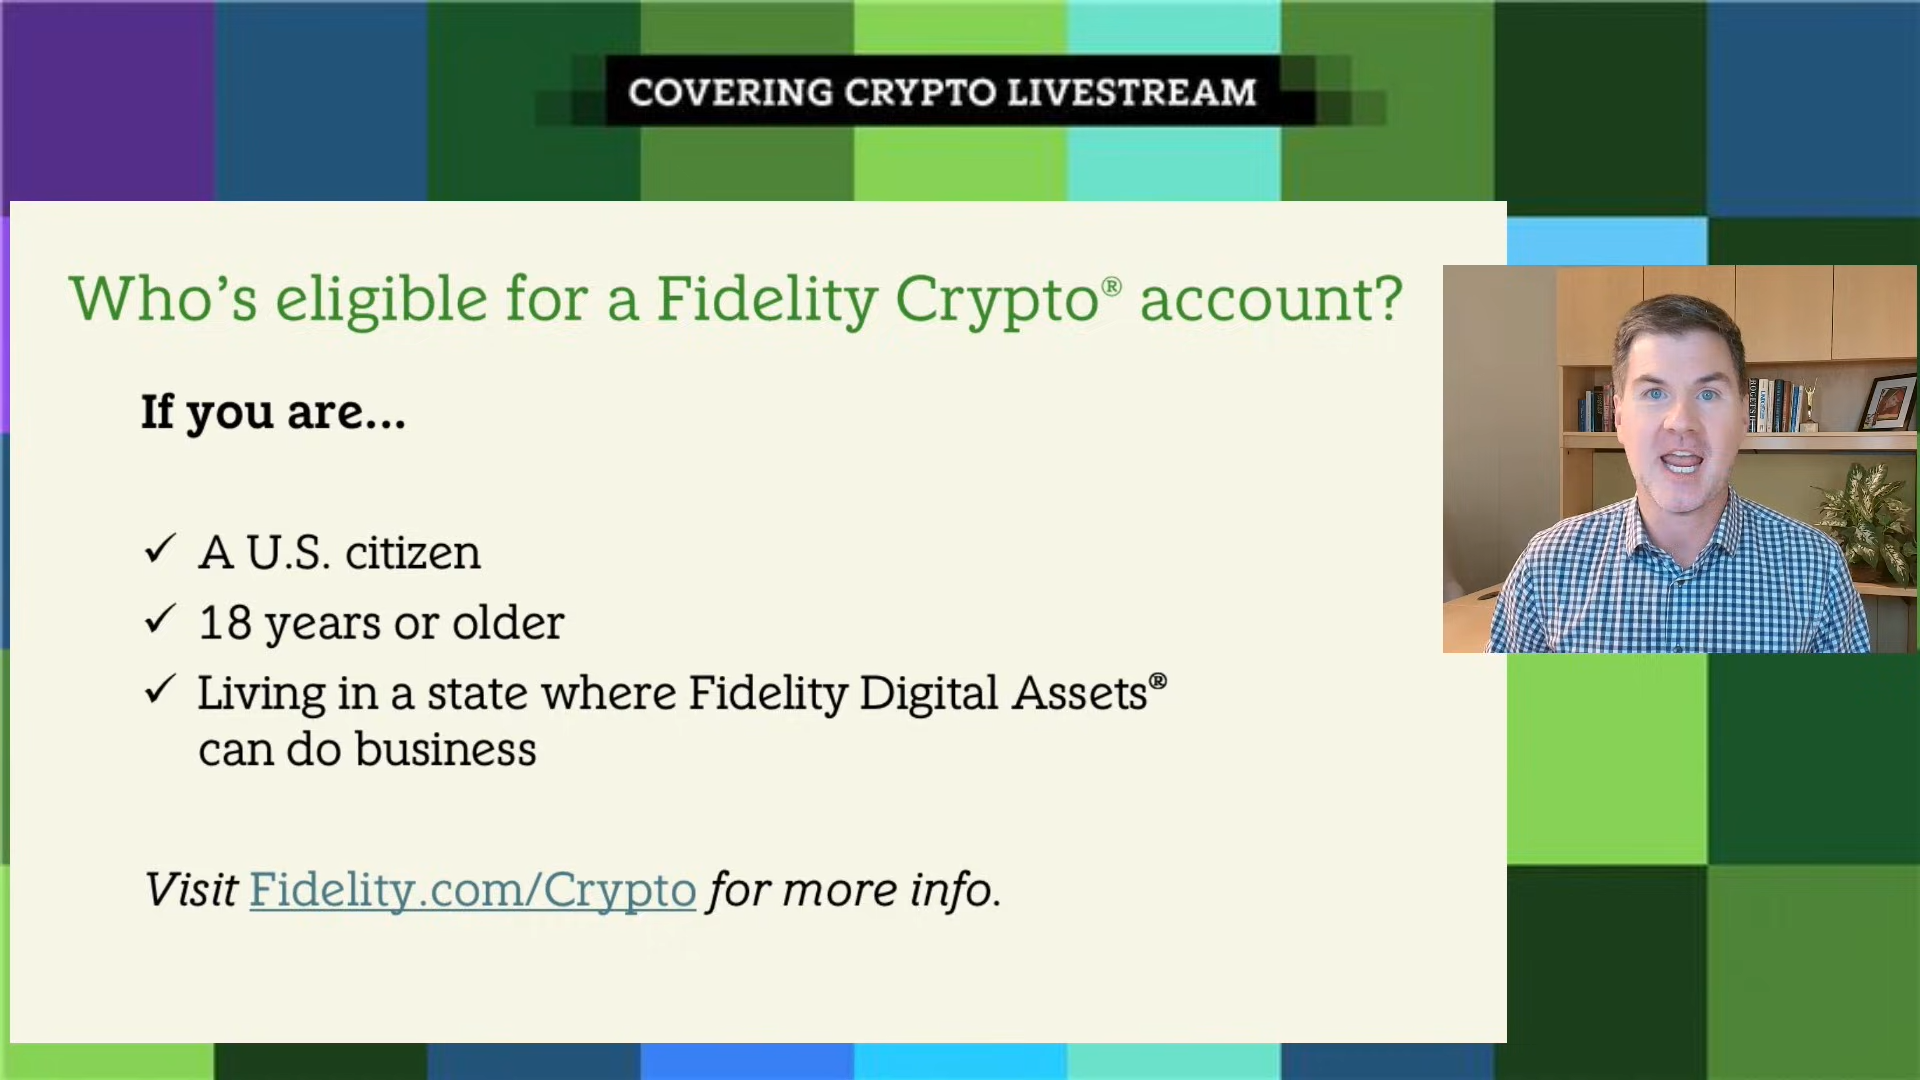 COVERING CRYPTO LIVESTREAM
Who’s eligible for a Fidelity Crypto® account?
If you are...
✓ A U.S. citizen
✓ 18 years or older
✓ Living in a state where Fidelity Digital Assets®
can do business
Visit Fidelity.com/Crypto for more info.